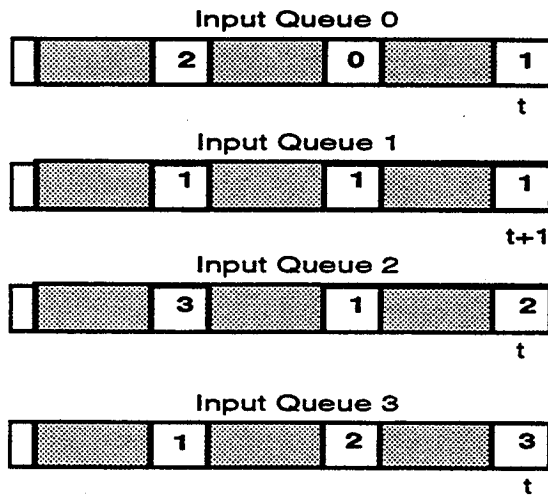 Input Queue 0
2 0 1
t
Input Queue 1
1 1 1
t+1
Input Queue 2
3 1 2
t
Input Queue 3
1 2 3
t